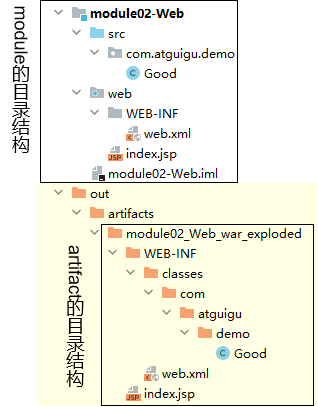 module的目录结构
module02-Web
src
com.atguigu.demo
C Good
web
WEB-INF
web.xml
JSP index.jsp
module02-Web.iml
artifact的目录结构
out
artifacts
module02_Web_war_exploded
WEB-INF
classes
com
atguigu
demo
C Good
web.xml
JSP index.jsp